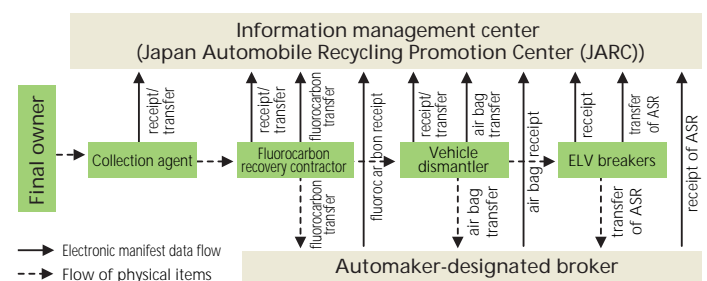 Information management center
(Japan Automobile Recycling Promotion Center (JARC))
receipt/
transfer
receipt/
transfer
fluorocarbon
transfer
fluoroc arbon receipt
receipt/
transfer
air bag
transfer
air bag receipt
receipt
transfer
of ASR
receipt of ASR
Final owner
Collection agent
Fluorocarbon
recovery contractor
Vehicle
dismantler
ELV breakers
fluorocarbon
transfer
air bag
transfer
transfer
of ASR
Electronic manifest data flow
Flow of physical items
Automaker-designated broker